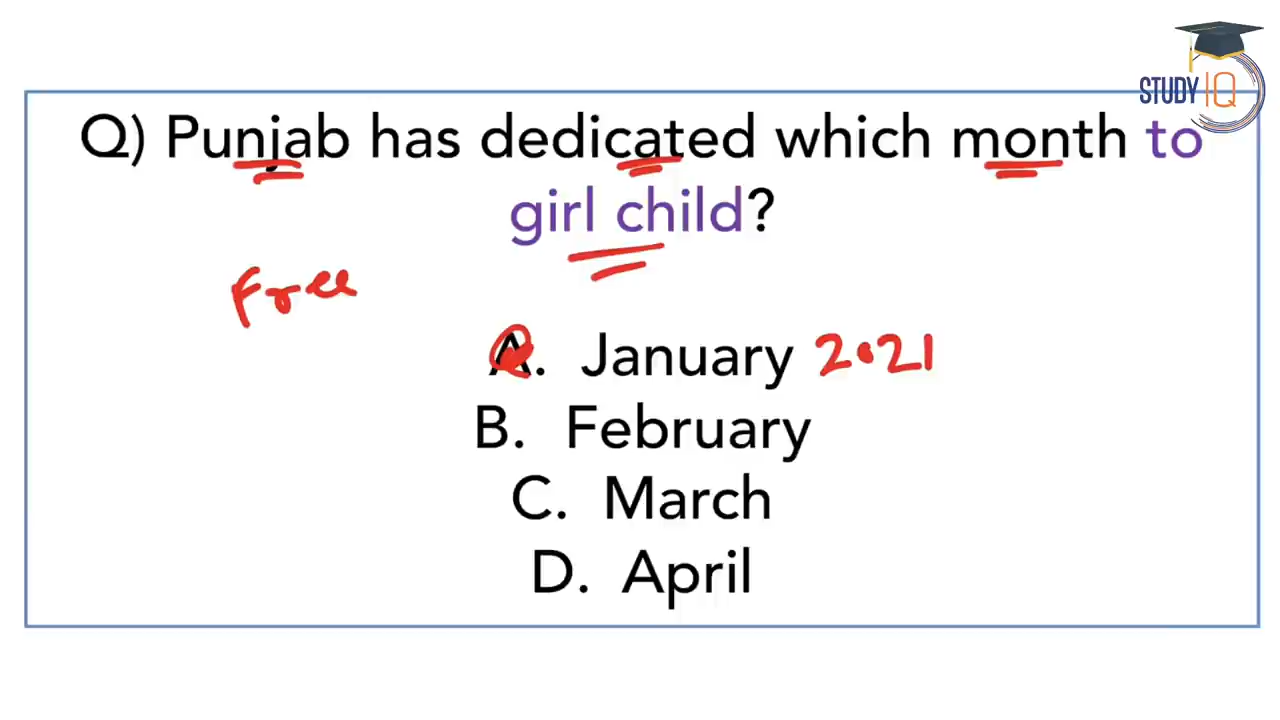 STUDY IQ
Q) Punjab has dedicated which month to
girl child?
Free
A. January 2021
B. February
C. March
D. April